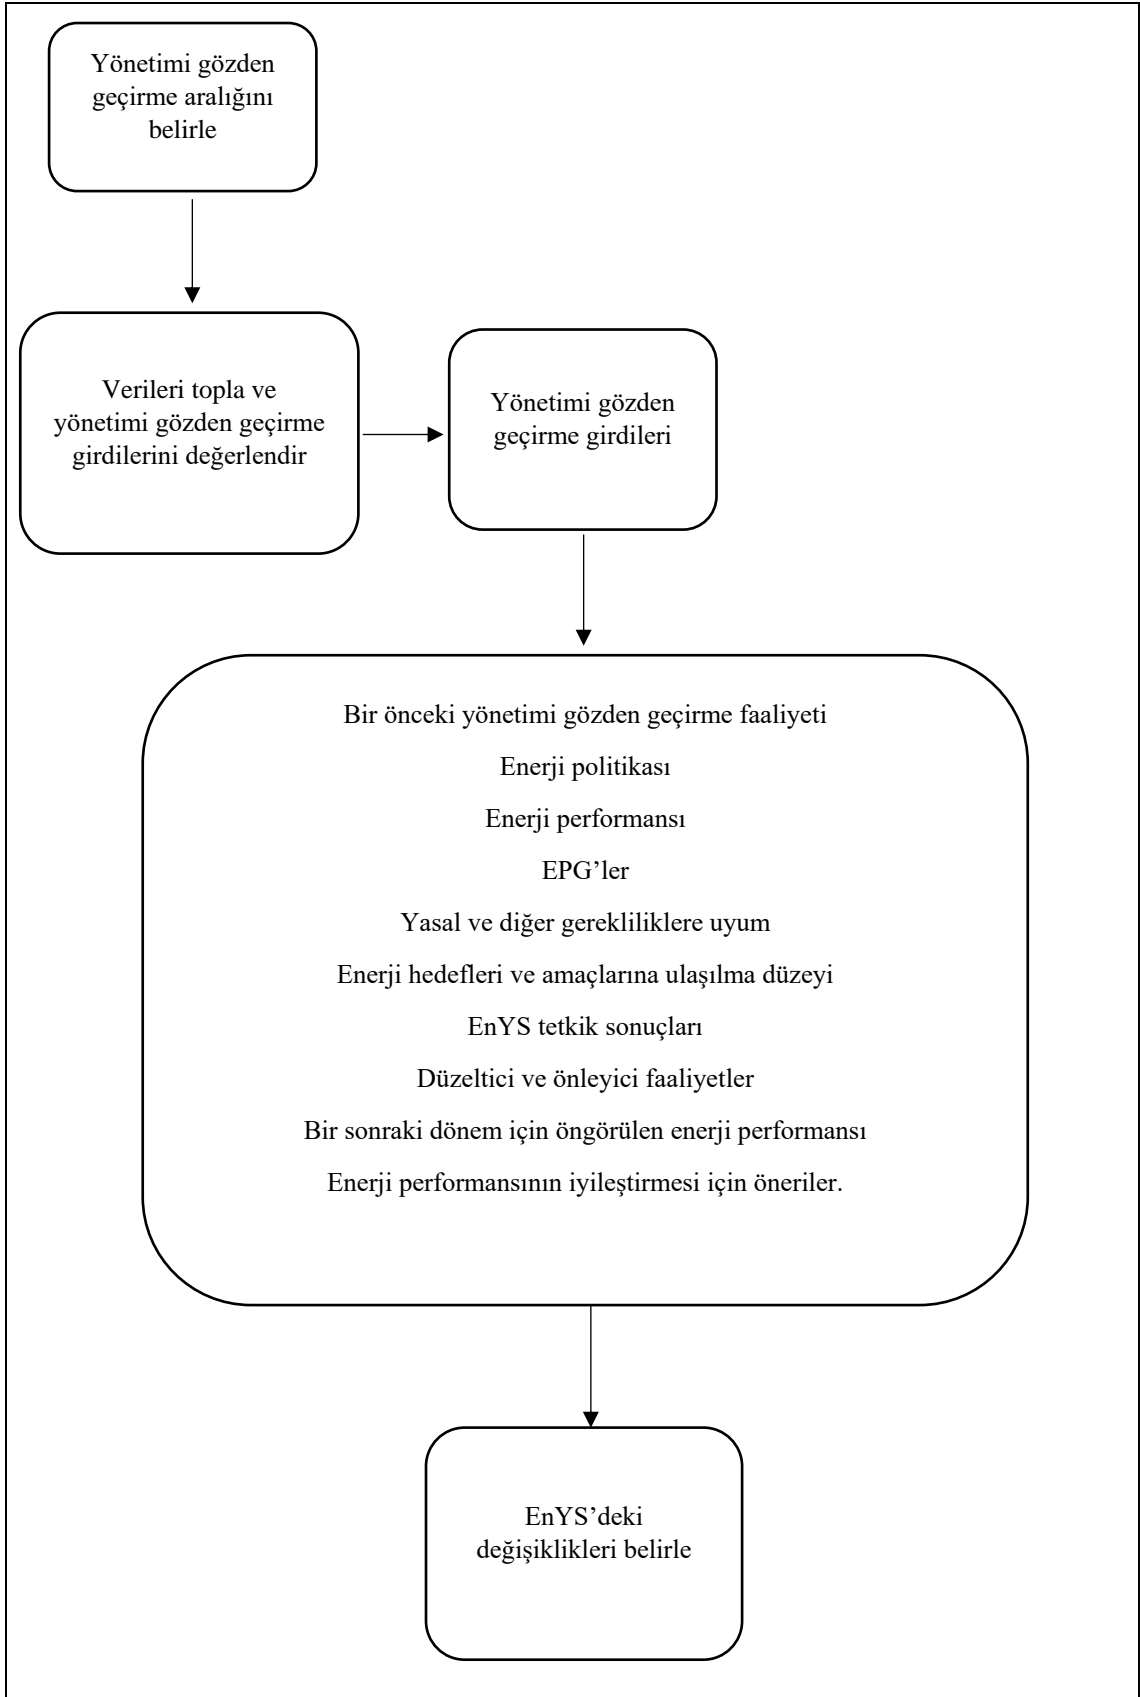 Yönetimi gözden
geçirme aralığını
belirle
Verileri topla ve
yönetimi gözden geçirme
girdilerini değerlendir
Yönetimi gözden
geçirme girdileri
Bir önceki yönetimi gözden geçirme faaliyeti
Enerji politikası
Enerji performansı
EPG’ler
Yasal ve diğer gerekliliklere uyum
Enerji hedefleri ve amaçlarına ulaşılma düzeyi
EnYS tetkik sonuçları
Düzeltici ve önleyici faaliyetler
Bir sonraki dönem için öngörülen enerji performansı
Enerji performansının iyileştirmesi için öneriler.
EnYS’deki
değişiklikleri belirle